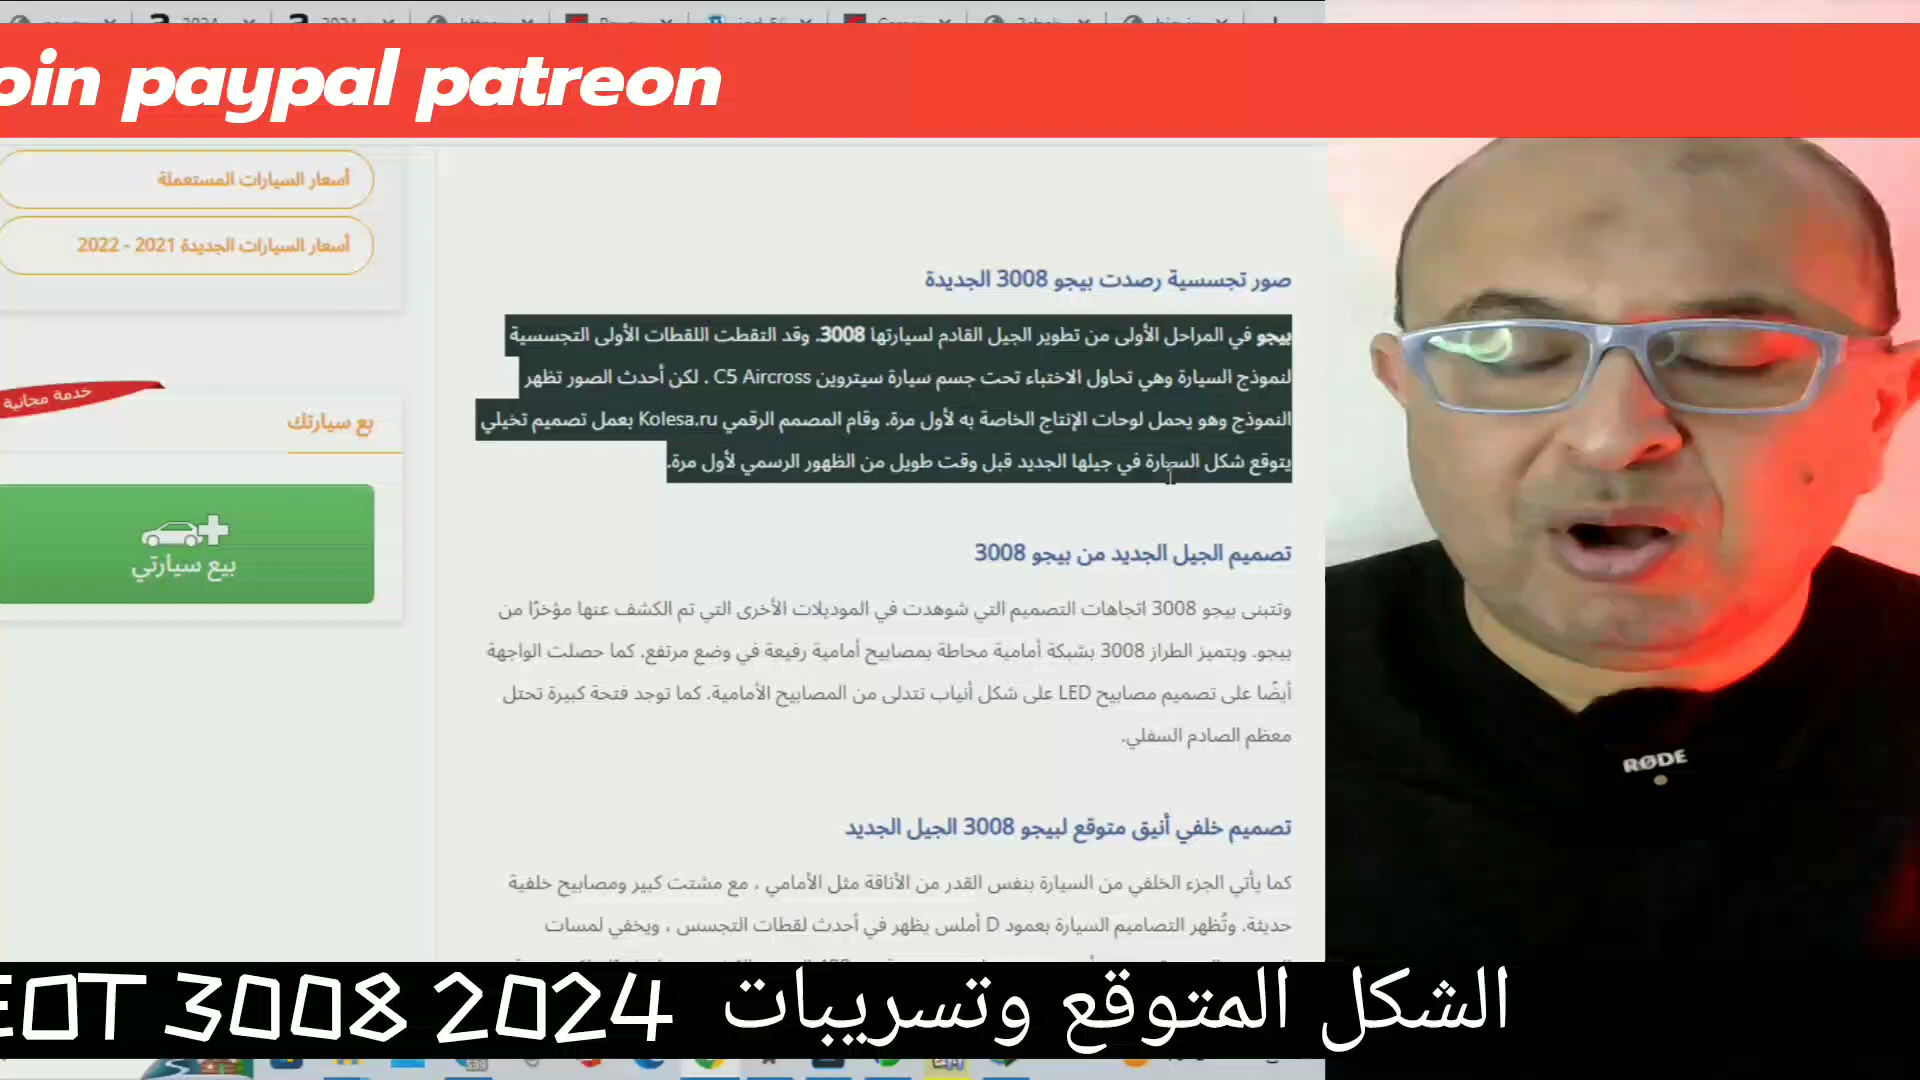 oin paypal patreon
أسعار السيارات المستعملة
أسعار السيارات الجديدة 2021 - 2022
خدمة مجانية
بع سيارتك
بيع سيارتي
صور تجسسية رصدت بيجو 3008 الجديدة
بيجو في المراحل الأولى من تطوير الجيل القادم لسيارتها 3008. وقد التقطت اللقطات الأولى التجسسية
لنموذج السيارة وهي تحاول الاختباء تحت جسم سيارة سيتروين C5 Aircross . لكن أحدث الصور تظهر
النموذج وهو يحمل لوحات الإنتاج الخاصة به لأول مرة. وقام المصمم الرقمي Kolesa.ru بعمل تصميم تخيلي
يتوقع شكل السيارة في جيلها الجديد قبل وقت طويل من الظهور الرسمي لأول مرة.
تصميم الجيل الجديد من بيجو 3008
وتتبنى بيجو 3008 اتجاهات التصميم التي شوهدت في الموديلات الأخرى التي تم الكشف عنها مؤخرًا من
بيجو. ويتميز الطراز 3008 بشبكة أمامية محاطة بمصابيح أمامية رفيعة في وضع مرتفع. كما حصلت الواجهة
أيضًا على تصميم مصابيح LED على شكل أنياب تتدلى من المصابيح الأمامية. كما توجد فتحة كبيرة تحتل
معظم الصادم السفلي.
تصميم خلفي أنيق متوقع لبيجو 3008 الجيل الجديد
كما يأتي الجزء الخلفي من السيارة بنفس القدر من الأناقة مثل الأمامي ، مع مشتت كبير ومصابيح خلفية
حديثة. وتُظهر التصاميم السيارة بعمود D أملس يظهر في أحدث لقطات التجسس ، ويخفي لمسات
الشكل المتوقع وتسريبات EOT 3008 2024
RØDE